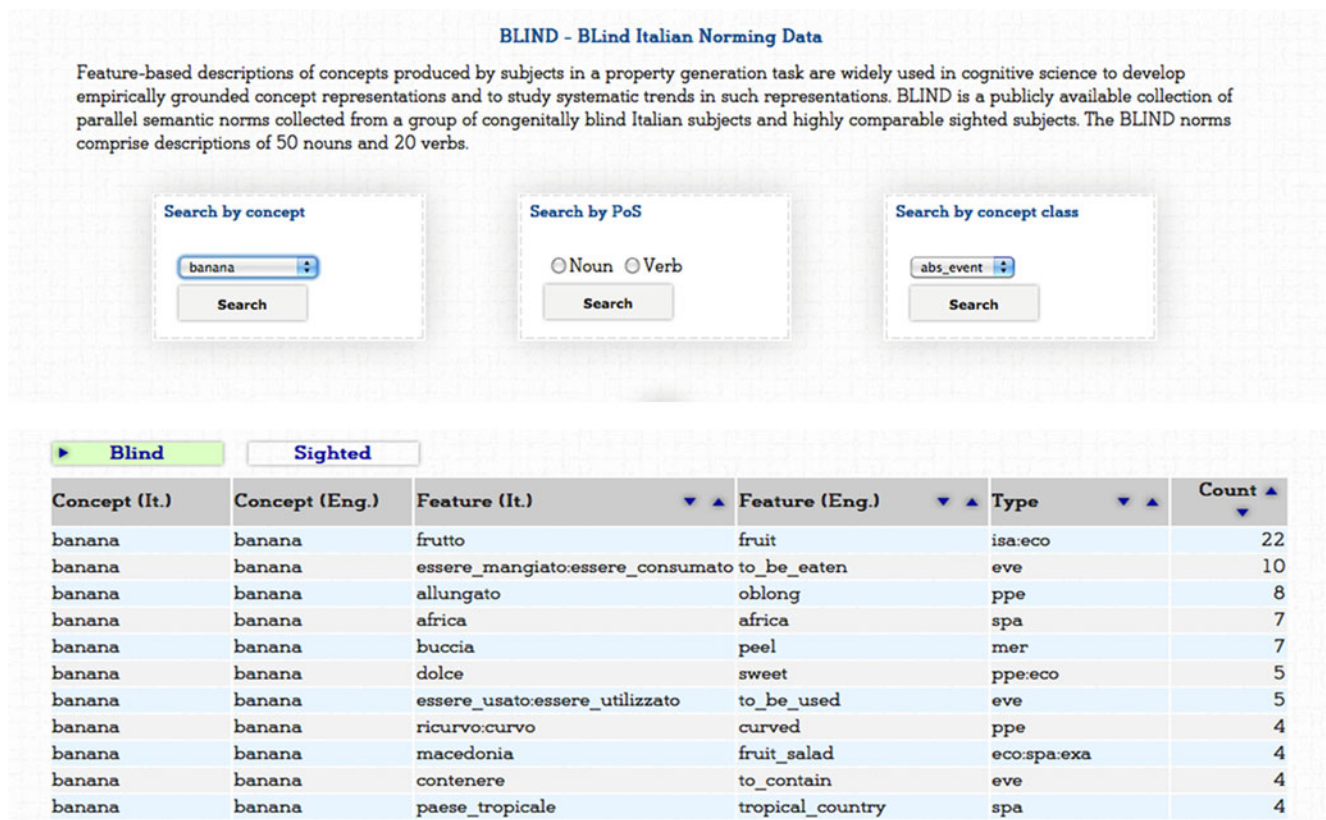 BLIND - BLind Italian Norming Data
Feature-based descriptions of concepts produced by subjects in a property generation task are widely used in cognitive science to develop
empirically grounded concept representations and to study systematic trends in such representations. BLIND is a publicly available collection of
parallel semantic norms collected from a group of congenitally blind Italian subjects and highly comparable sighted subjects. The BLIND norms
comprise descriptions of 50 nouns and 20 verbs.
Search by concept Search by PoS Search by concept class
banana Noun Verb abs_event
Search Search Search
Blind Sighted
Concept (It.) Concept (Eng.) Feature (It.) Feature (Eng.) Type Count
banana banana frutto fruit isa:eco 22
banana banana essere_mangiato:essere_consumato to_be_eaten eve 10
banana banana allungato oblong ppe 8
banana banana africa africa spa 7
banana banana buccia peel mer 7
banana banana dolce sweet ppe:eco 5
banana banana essere_usato:essere_utilizzato to_be_used eve 5
banana banana ricurvo:curvo curved ppe 4
banana banana macedonia fruit_salad eco:spa:exa 4
banana banana contenere to_contain eve 4
banana banana paese_tropicale tropical_country spa 4